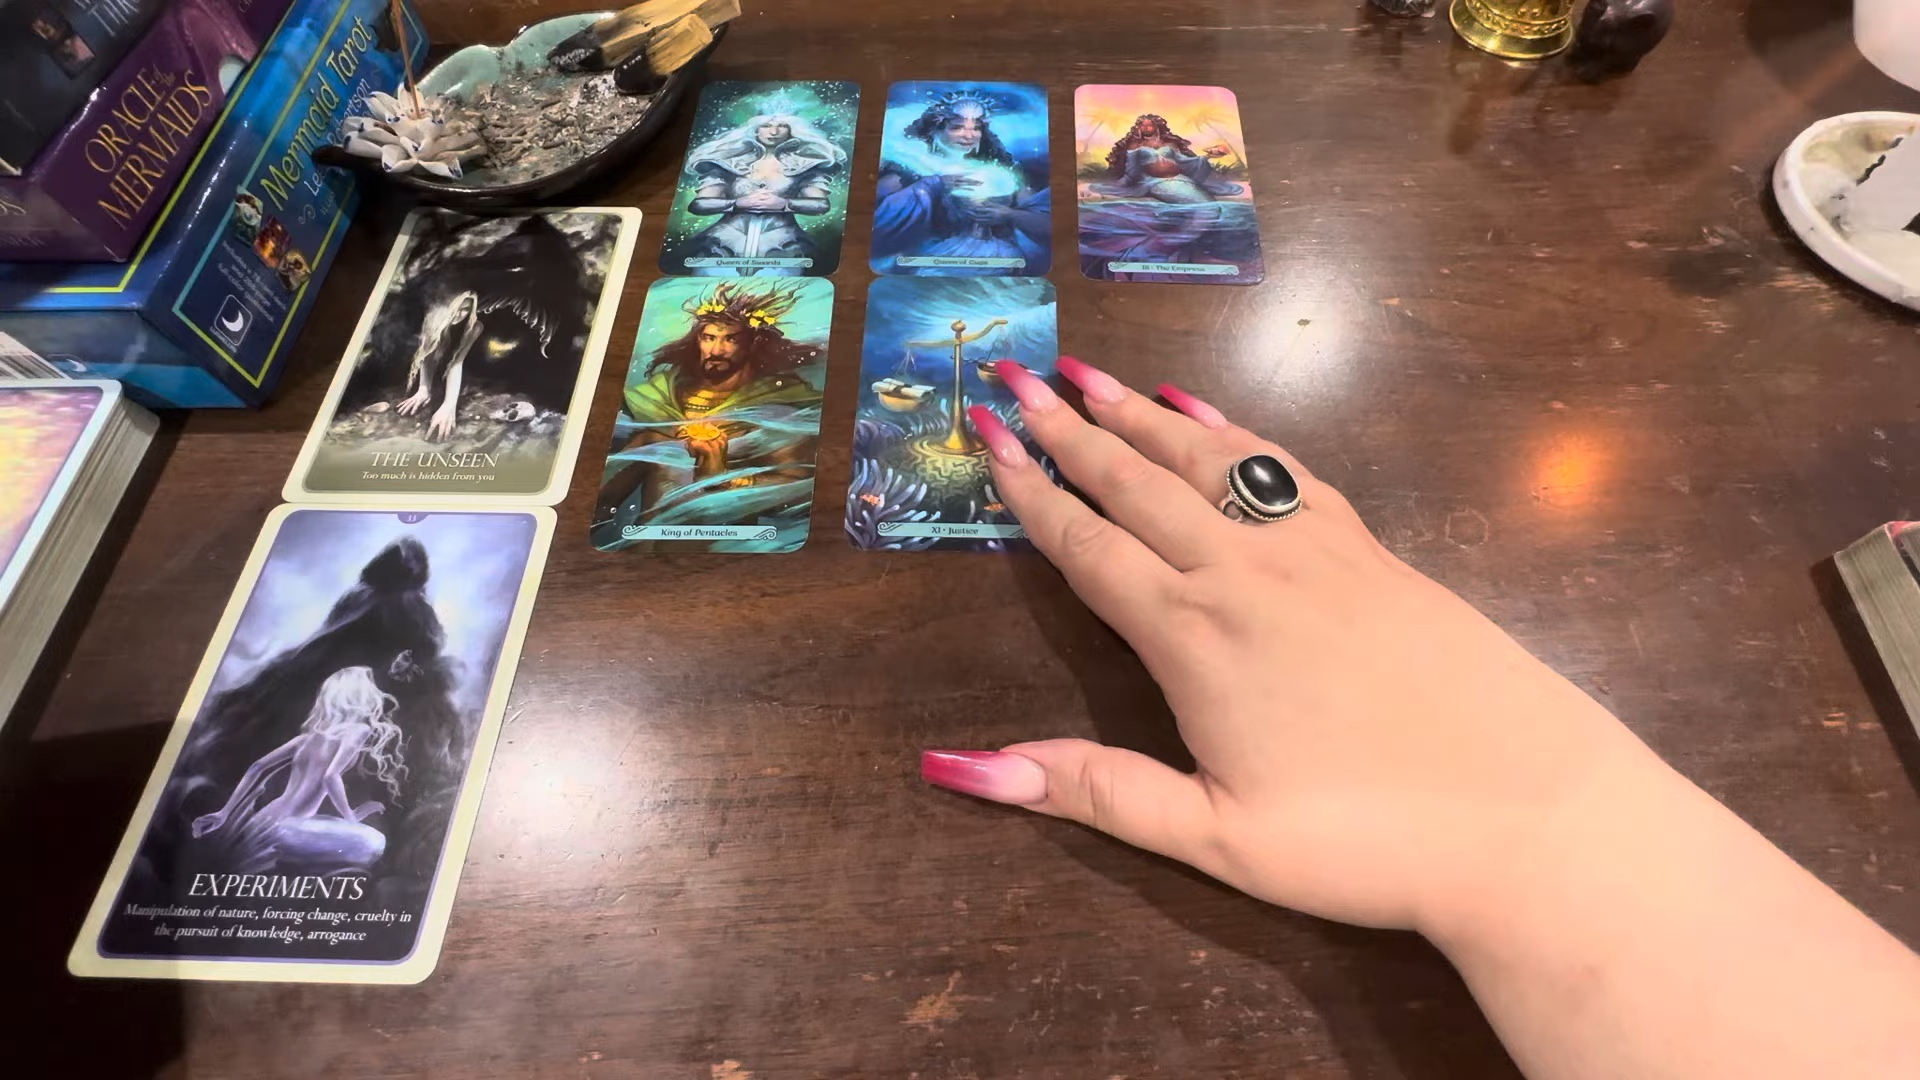 ORACLE of the
MERMAIDS
Mermaid Tarot
THE UNSEEN
Too much is hidden from you
EXPERIMENTS
Manipulation of nature, forcing change, cruelty in
the pursuit of knowledge, arrogance
Queen of Swords
Queen of Cups
III • The Empress
King of Pentacles
XI • Justice